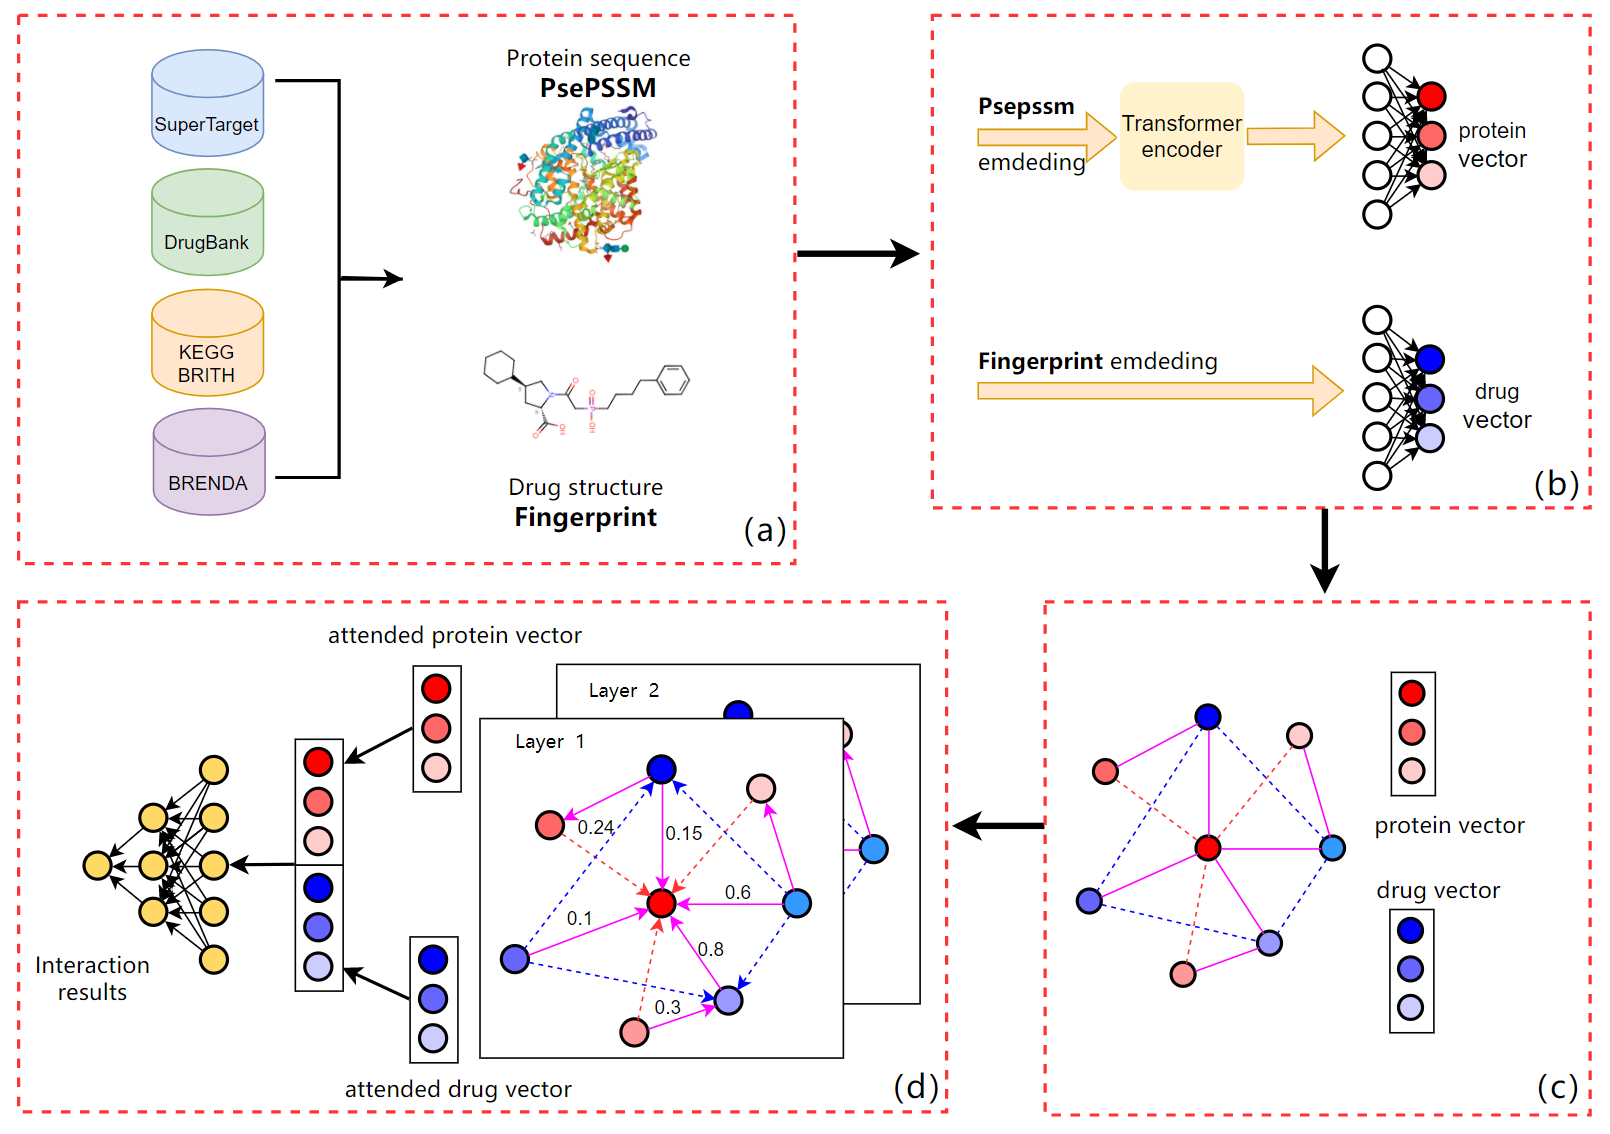 SuperTarget
DrugBank
KEGG
BRITH
BRENDA
Protein sequence
PsePSSM
Drug structure
Fingerprint
(a)
Psepssm
emdeding
Transformer
encoder
protein
vector
Fingerprint emdeding
drug
vector
(b)
protein vector
drug vector
(c)
attended protein vector
Layer 2
Layer 1
0.24
0.15
0.6
0.1
0.8
0.3
Interaction
results
attended drug vector
(d)